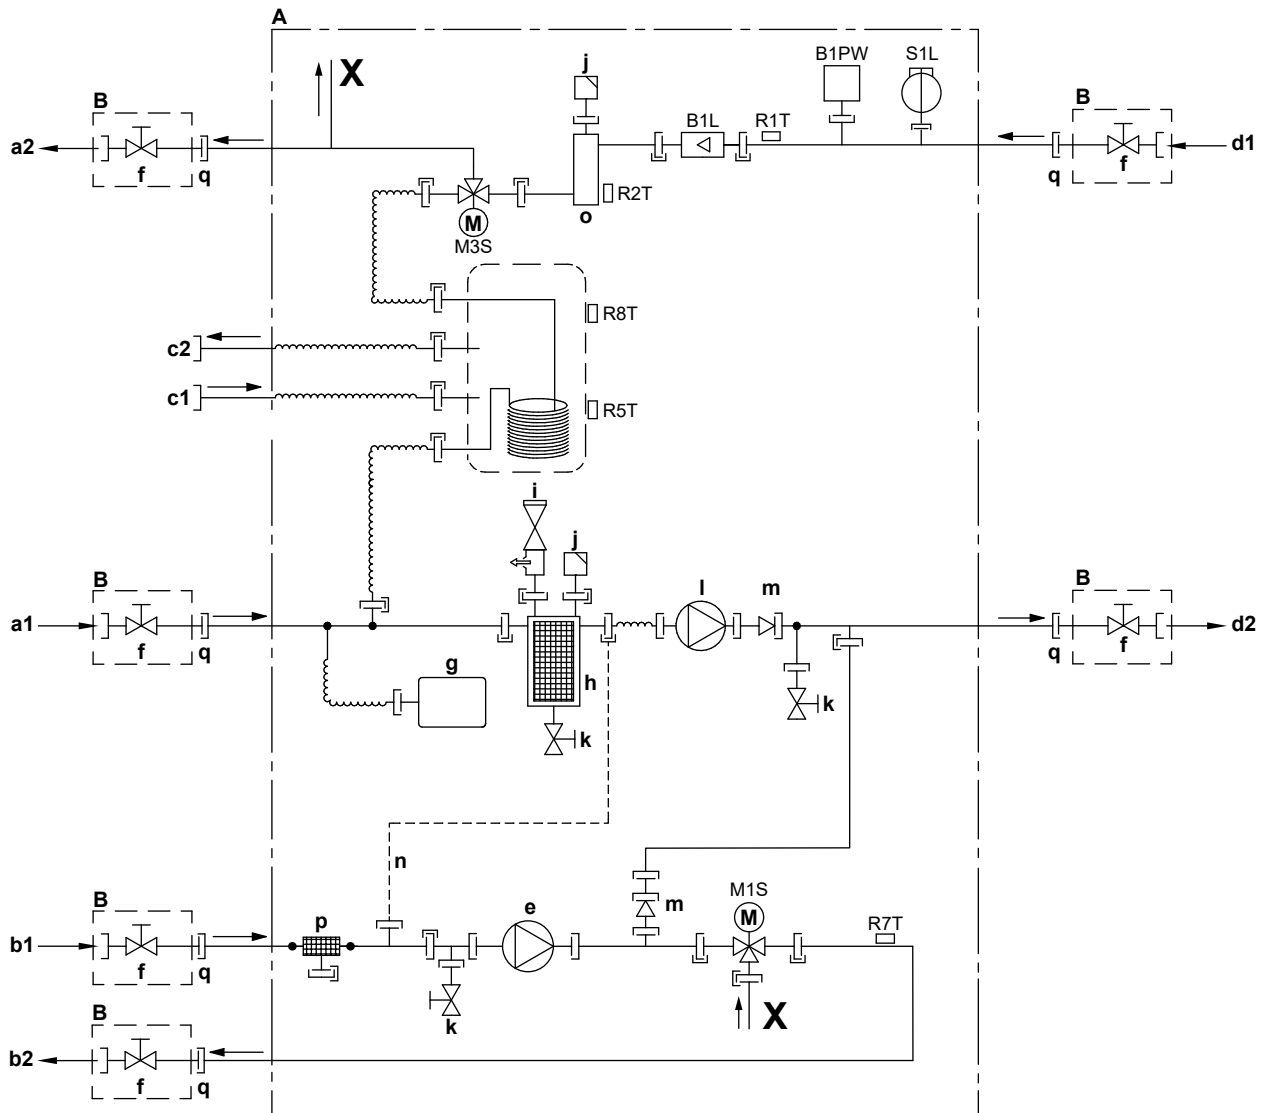 A
X
j
B1PW
S1L
B
B
B1L
R1T
a2
d1
f
q
q
f
R2T
o
M
M3S
R8T
c2
c1
R5T
i
j
B
l
m
B
a1
d2
f
q
q
f
g
h
k
k
n
M1S
B
p
e
m
M
R7T
b1
f
q
X
B
k
b2
f
q